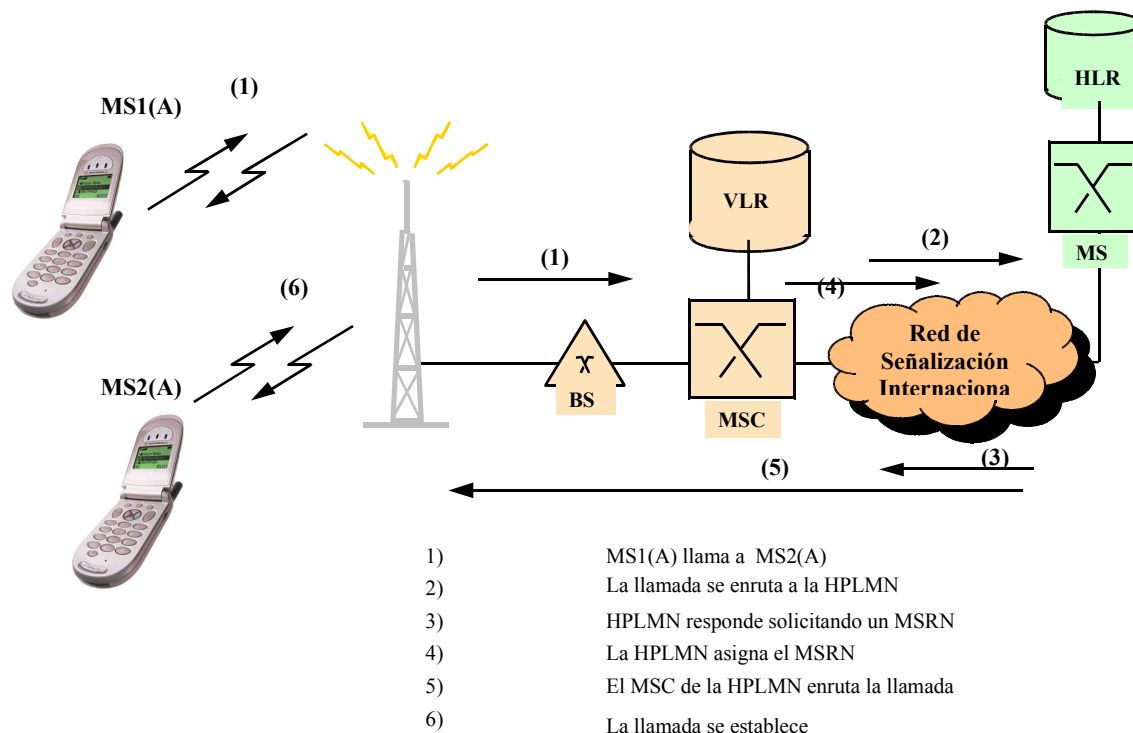 (1)
MS1(A)
HLR
VLR
MS
(2)
(1)
(4)
(6)
Red de
Señalización
Internaciona
MS2(A)
BS
MSC
(3)
(5)
1) MS1(A) llama a MS2(A)
2) La llamada se enruta a la HPLMN
3) HPLMN responde solicitando un MSRN
4) La HPLMN asigna el MSRN
5) El MSC de la HPLMN enruta la llamada
6) La llamada se establece